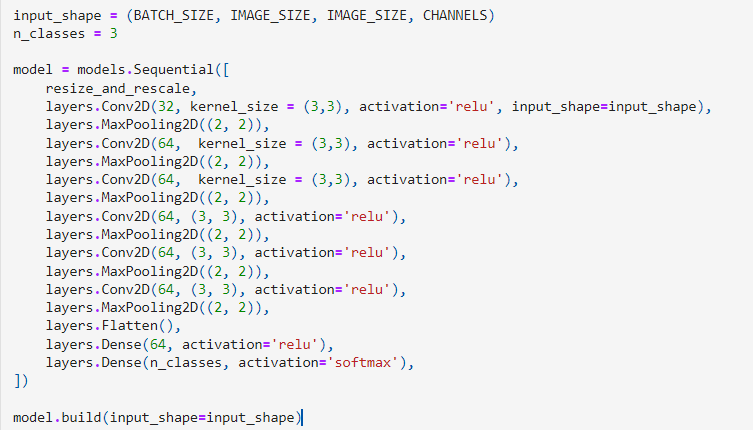 input_shape = (BATCH_SIZE, IMAGE_SIZE, IMAGE_SIZE, CHANNELS)
n_classes = 3

model = models.Sequential([
    resize_and_rescale,
    layers.Conv2D(32, kernel_size = (3,3), activation='relu', input_shape=input_shape),
    layers.MaxPooling2D((2, 2)),
    layers.Conv2D(64,  kernel_size = (3,3), activation='relu'),
    layers.MaxPooling2D((2, 2)),
    layers.Conv2D(64,  kernel_size = (3,3), activation='relu'),
    layers.MaxPooling2D((2, 2)),
    layers.Conv2D(64, (3, 3), activation='relu'),
    layers.MaxPooling2D((2, 2)),
    layers.Conv2D(64, (3, 3), activation='relu'),
    layers.MaxPooling2D((2, 2)),
    layers.Conv2D(64, (3, 3), activation='relu'),
    layers.MaxPooling2D((2, 2)),
    layers.Flatten(),
    layers.Dense(64, activation='relu'),
    layers.Dense(n_classes, activation='softmax'),
])

model.build(input_shape=input_shape)